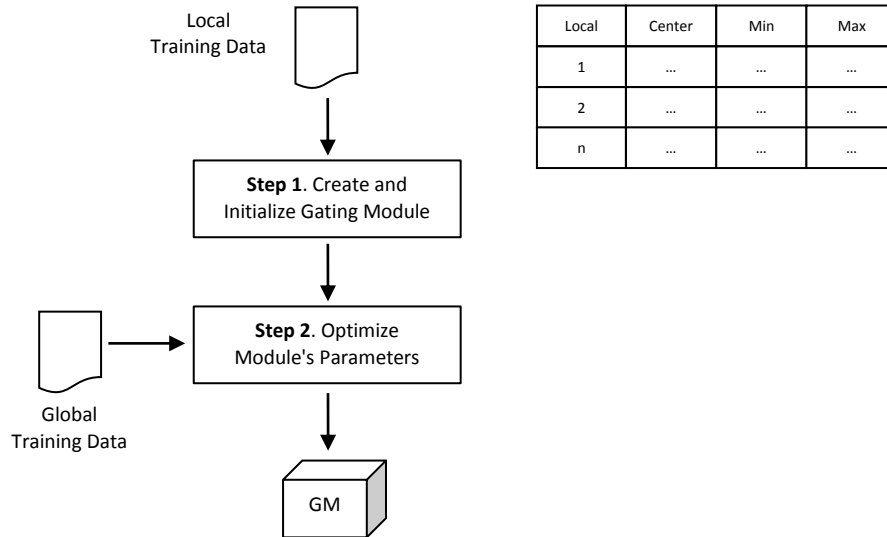 Local
Training Data
Step 1. Create and
Initialize Gating Module
Step 2. Optimize
Module's Parameters
Global
Training Data
GM
Local Center Min Max
1 ... ... ...
2 ... ... ...
n ... ... ...